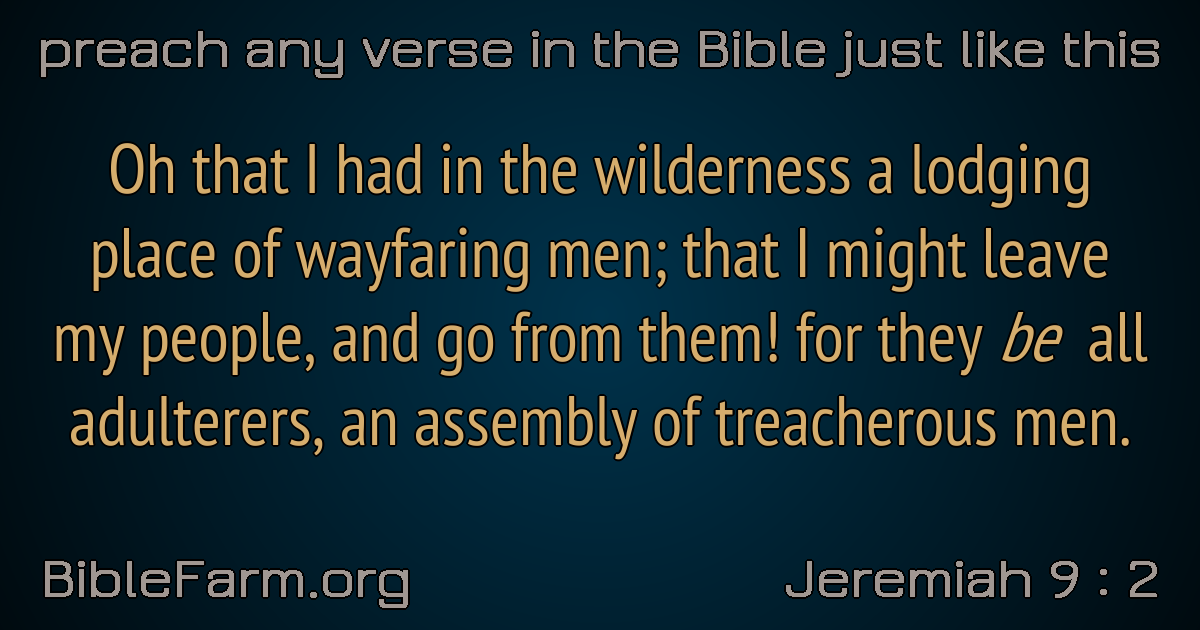 preach any verse in the Bible just like this
Oh that I had in the wilderness a lodging
place of wayfaring men; that I might leave
my people, and go from them! for they be all
adulterers, an assembly of treacherous men.
BibleFarm.org
Jeremiah 9 : 2